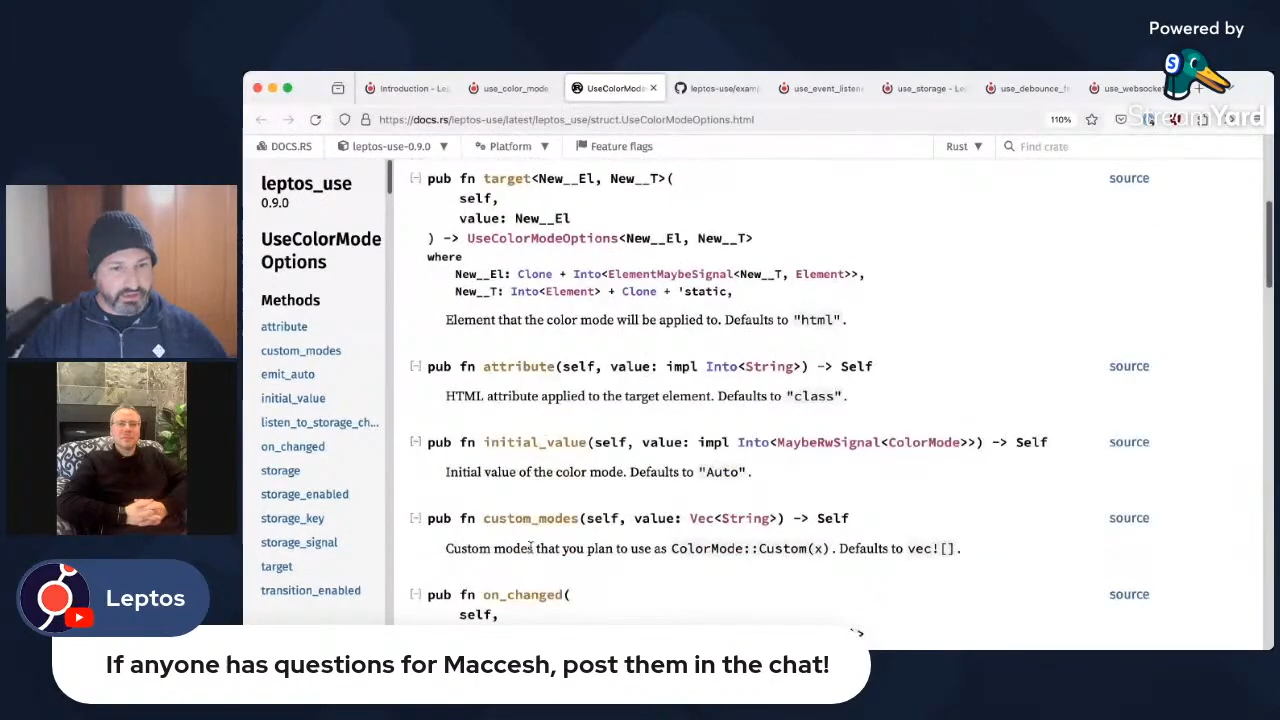 Powered by
S
StreamYard
Introduction - Le
use_color_mode
UseColorMode
leptos-use/examp
use_event_listen
use_storage - Le
use_debounce_f
use_websocket
https://docs.rs/leptos-use/latest/leptos_use/struct.UseColorModeOptions.html
110%
DOCS.RS
leptos-use-0.9.0
Platform
Feature flags
Rust
Find crate
leptos_use
0.9.0
UseColorMode
Options
Methods
attribute
custom_modes
emit_auto
initial_value
listen_to_storage_ch...
on_changed
storage
storage_enabled
storage_key
storage_signal
target
transition_enabled
[-] pub fn target<New__El, New__T>( source
self,
value: New__El
) -> UseColorModeOptions<New__El, New__T>
where
New__El: Clone + Into<ElementMaybeSignal<New__T, Element>>,
New__T: Into<Element> + Clone + 'static,
Element that the color mode will be applied to. Defaults to "html".
[-] pub fn attribute(self, value: impl Into<String>) -> Self source
HTML attribute applied to the target element. Defaults to "class".
[-] pub fn initial_value(self, value: impl Into<MaybeRwSignal<ColorMode>>) -> Self source
Initial value of the color mode. Defaults to "Auto".
[-] pub fn custom_modes(self, value: Vec<String>) -> Self source
Custom modes that you plan to use as ColorMode::Custom(x). Defaults to vec![].
[-] pub fn on_changed( source
self,
Leptos
If anyone has questions for Maccesh, post them in the chat!